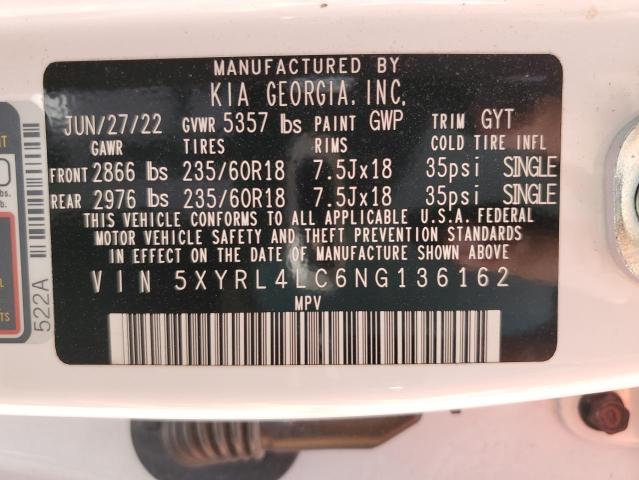 MANUFACTURED BY
KIA GEORGIA, INC.
JUN/27/22 GVWR 5357 lbs PAINT GWP TRIM GYT
GAWR TIRES RIMS COLD TIRE INFL
FRONT 2866 lbs 235/60R18 7.5Jx18 35psi SINGLE
REAR 2976 lbs 235/60R18 7.5Jx18 35psi SINGLE
THIS VEHICLE CONFORMS TO ALL APPLICABLE U.S.A. FEDERAL
MOTOR VEHICLE SAFETY AND THEFT PREVENTION STANDARDS
IN EFFECT ON THE DATE OF MANUFACTURE SHOWN ABOVE
VIN 5XYRL4LC6NG136162
MPV
522A